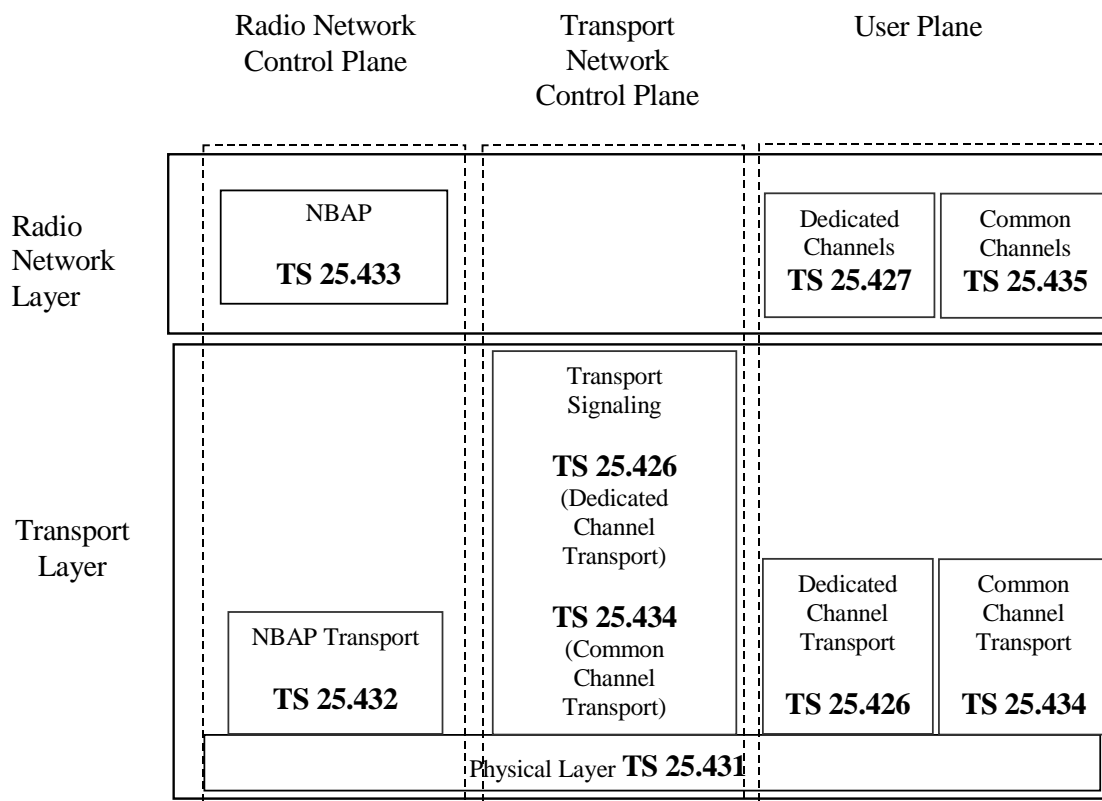 Radio Network
Control Plane
Transport
Network
Control Plane
User Plane
Radio
Network
Layer
NBAP
TS 25.433
Dedicated
Channels
TS 25.427
Common
Channels
TS 25.435
Transport
Layer
Transport
Signaling
TS 25.426
(Dedicated
Channel
Transport)
TS 25.434
(Common
Channel
Transport)
NBAP Transport
TS 25.432
Dedicated
Channel
Transport
TS 25.426
Common
Channel
Transport
TS 25.434
Physical Layer TS 25.431